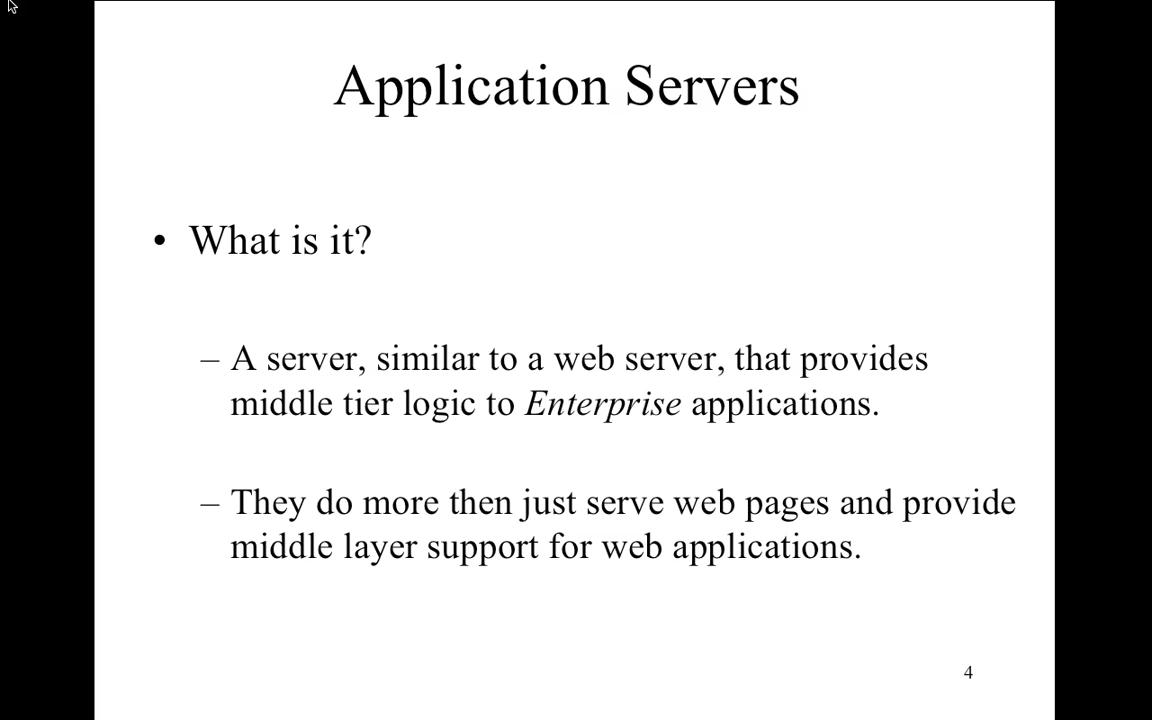 Application Servers
• What is it?
– A server, similar to a web server, that provides
middle tier logic to Enterprise applications.
– They do more then just serve web pages and provide
middle layer support for web applications.
4